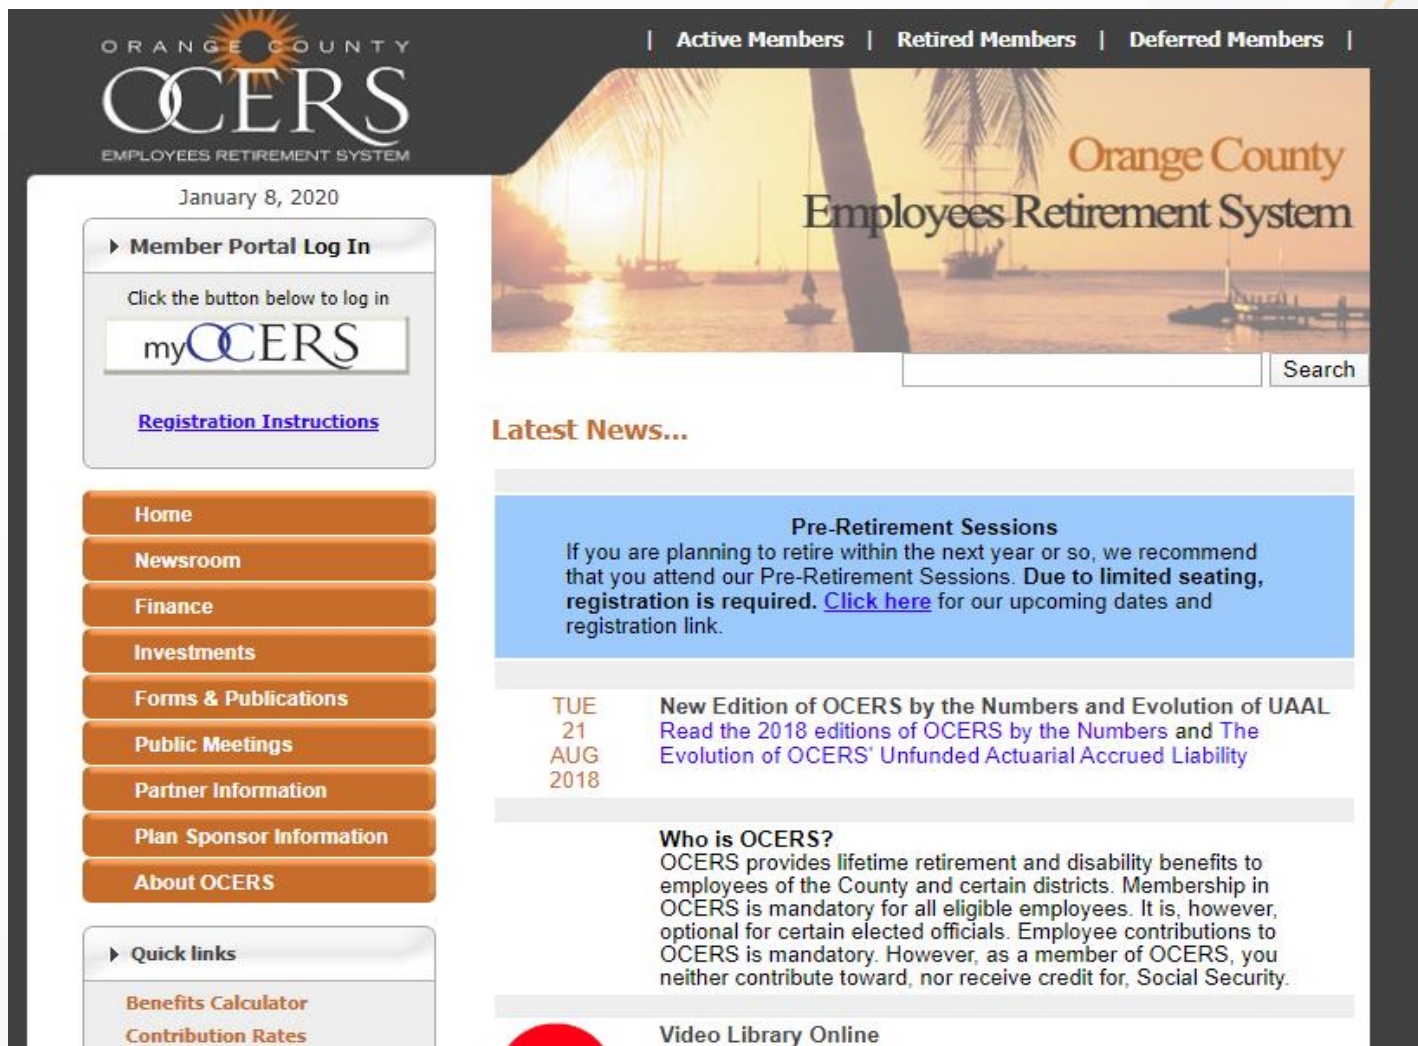 ORANGE COUNTY
OCERS
EMPLOYEES RETIREMENT SYSTEM
| Active Members | Retired Members | Deferred Members |
Orange County
Employees Retirement System
January 8, 2020
Member Portal Log In
Click the button below to log in
myOCERS
Registration Instructions
Search
Home
Newsroom
Finance
Investments
Forms & Publications
Public Meetings
Partner Information
Plan Sponsor Information
About OCERS
Quick links
Benefits Calculator
Contribution Rates
Latest News...
Pre-Retirement Sessions
If you are planning to retire within the next year or so, we recommend
that you attend our Pre-Retirement Sessions. Due to limited seating,
registration is required. Click here for our upcoming dates and
registration link.
TUE
21
AUG
2018
New Edition of OCERS by the Numbers and Evolution of UAAL
Read the 2018 editions of OCERS by the Numbers and The
Evolution of OCERS' Unfunded Actuarial Accrued Liability
Who is OCERS?
OCERS provides lifetime retirement and disability benefits to
employees of the County and certain districts. Membership in
OCERS is mandatory for all eligible employees. It is, however,
optional for certain elected officials. Employee contributions to
OCERS is mandatory. However, as a member of OCERS, you
neither contribute toward, nor receive credit for, Social Security.
Video Library Online